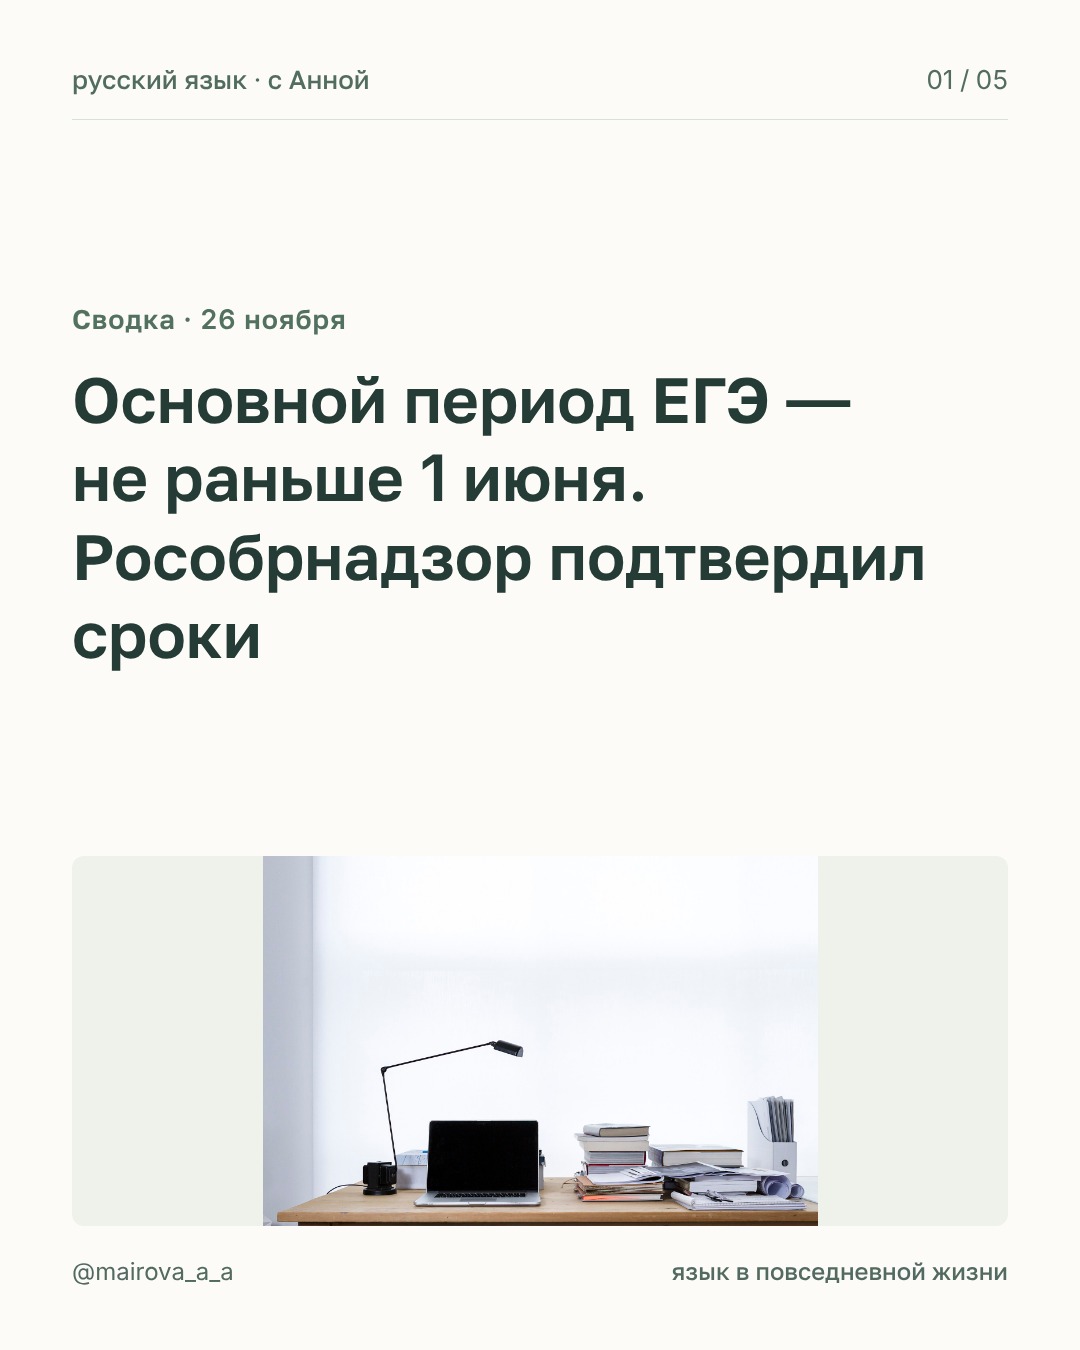 русский язык · с Анной
01 / 05
Сводка · 26 ноября
Основной период ЕГЭ —
не раньше 1 июня.
Рособрнадзор подтвердил
сроки
@mairova_a_a
язык в повседневной жизни